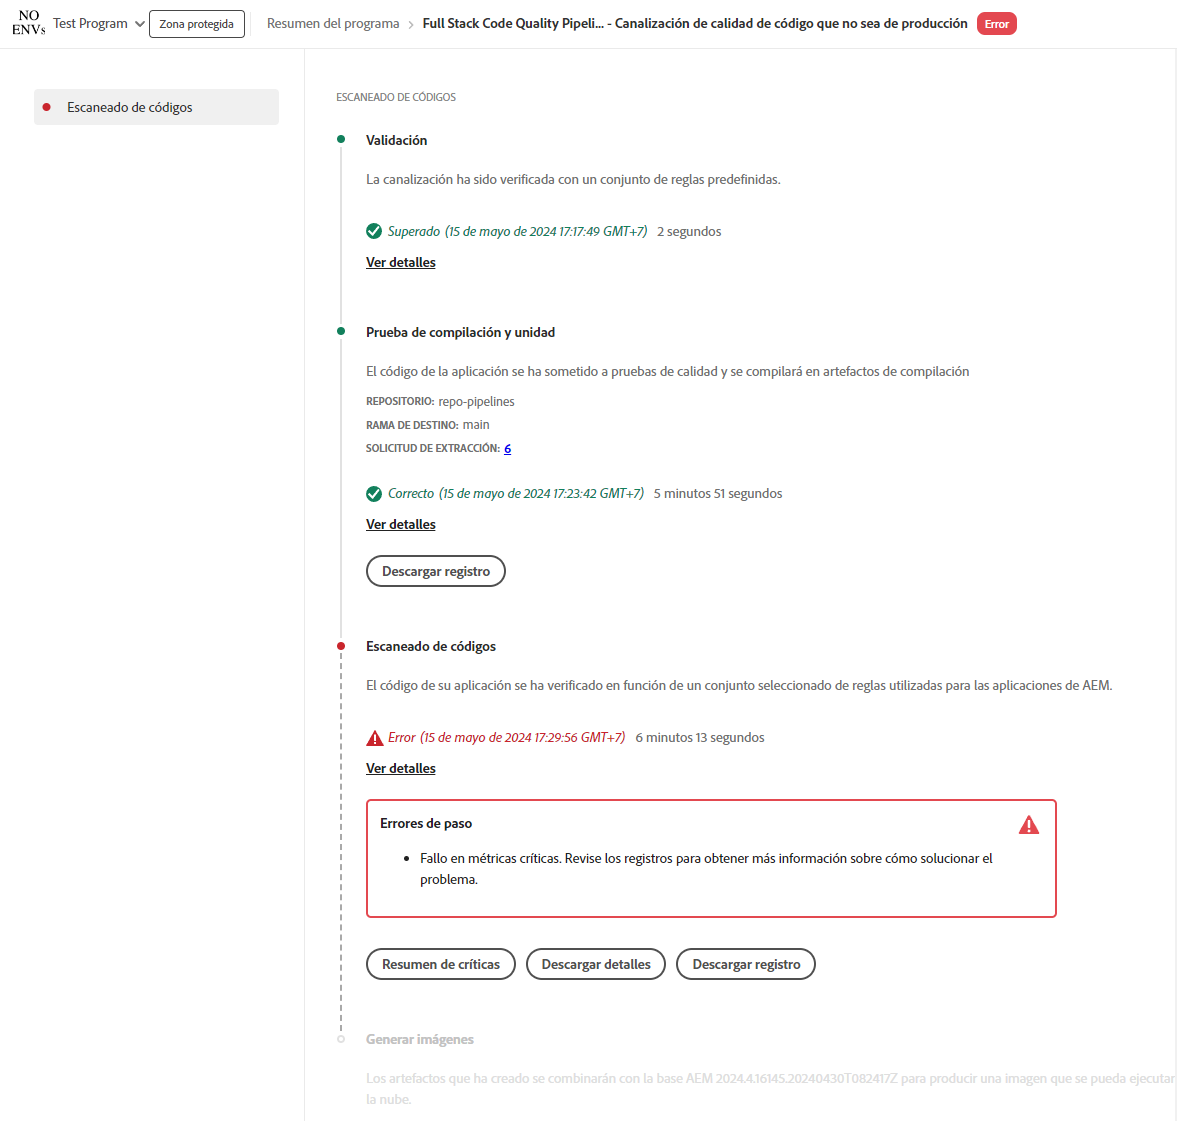 NO
ENVs
Test Program
Zona protegida
Resumen del programa
Full Stack Code Quality Pipeli... - Canalización de calidad de código que no sea de producción
Error
Escaneado de códigos
ESCANEADO DE CÓDIGOS
Validación
La canalización ha sido verificada con un conjunto de reglas predefinidas.
Superado (15 de mayo de 2024 17:17:49 GMT+7) 2 segundos
Ver detalles
Prueba de compilación y unidad
El código de la aplicación se ha sometido a pruebas de calidad y se compilará en artefactos de compilación
REPOSITORIO: repo-pipelines
RAMA DE DESTINO: main
SOLICITUD DE EXTRACCIÓN: 6
Correcto (15 de mayo de 2024 17:23:42 GMT+7) 5 minutos 51 segundos
Ver detalles
Descargar registro
Escaneado de códigos
El código de su aplicación se ha verificado en función de un conjunto seleccionado de reglas utilizadas para las aplicaciones de AEM.
Error (15 de mayo de 2024 17:29:56 GMT+7) 6 minutos 13 segundos
Ver detalles
Errores de paso
Fallo en métricas críticas. Revise los registros para obtener más información sobre cómo solucionar el
problema.
Resumen de críticas
Descargar detalles
Descargar registro
Generar imágenes
Los artefactos que ha creado se combinarán con la base AEM 2024.4.16145.20240430T082417Z para producir una imagen que se pueda ejecutar
la nube.